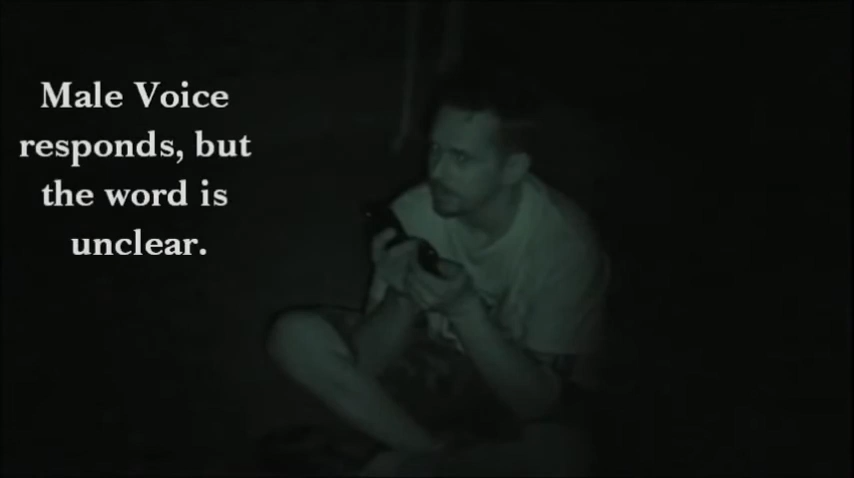 Male Voice
responds, but
the word is
unclear.